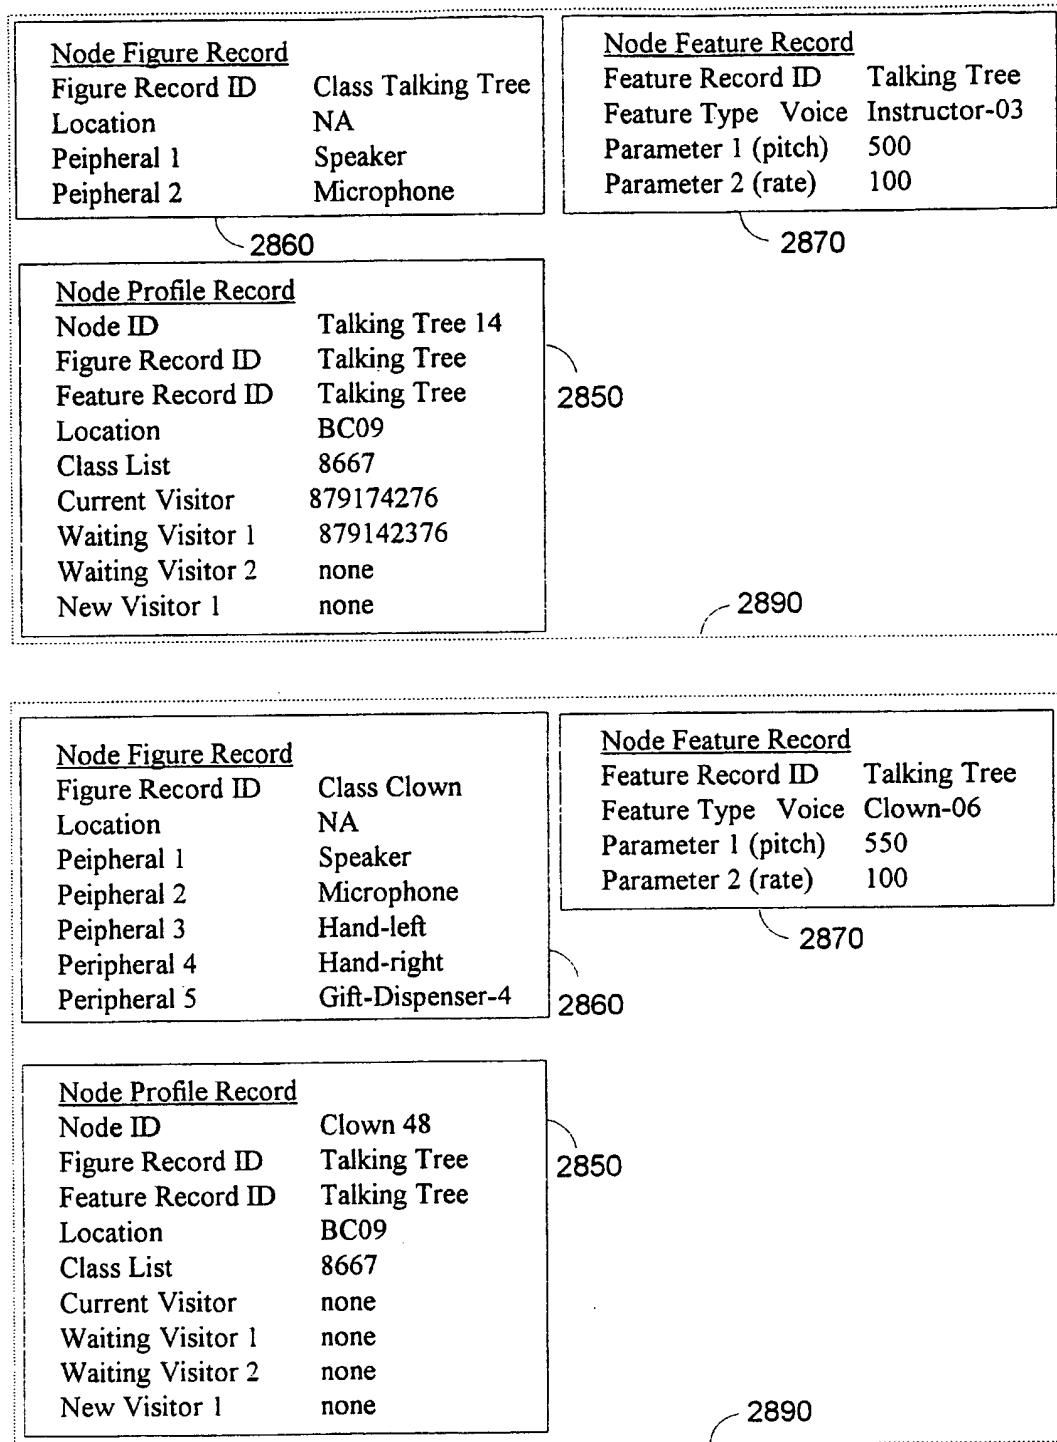 Node Figure Record
Figure Record ID Class Talking Tree
Location NA
Peipheral 1 Speaker
Peipheral 2 Microphone
2860
Node Feature Record
Feature Record ID Talking Tree
Feature Type Voice Instructor-03
Parameter 1 (pitch) 500
Parameter 2 (rate) 100
2870
Node Profile Record
Node ID Talking Tree 14
Figure Record ID Talking Tree
Feature Record ID Talking Tree
Location BC09
Class List 8667
Current Visitor 879174276
Waiting Visitor 1 879142376
Waiting Visitor 2 none
New Visitor 1 none
2850
2890
Node Figure Record
Figure Record ID Class Clown
Location NA
Peipheral 1 Speaker
Peipheral 2 Microphone
Peipheral 3 Hand-left
Peripheral 4 Hand-right
Peripheral 5 Gift-Dispenser-4
2860
Node Feature Record
Feature Record ID Talking Tree
Feature Type Voice Clown-06
Parameter 1 (pitch) 550
Parameter 2 (rate) 100
2870
Node Profile Record
Node ID Clown 48
Figure Record ID Talking Tree
Feature Record ID Talking Tree
Location BC09
Class List 8667
Current Visitor none
Waiting Visitor 1 none
Waiting Visitor 2 none
New Visitor 1 none
2850
2890